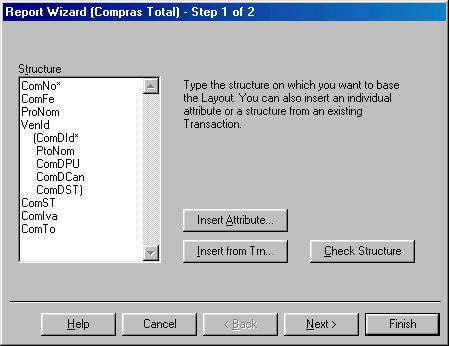 Report Wizard (Compras Total) - Step 1 of 2
Structure
ComNo*
ComFe
ProNom
VenId
(ComDId*
PtoNom
ComDPU
ComDCan
ComDST)
ComST
ComIva
ComTo
Type the structure on which you want to base
the Layout. You can also insert an individual
attribute or a structure from an existing
Transaction.
Insert Attribute...
Insert from Trn...
Check Structure
Help
Cancel
< Back
Next >
Finish